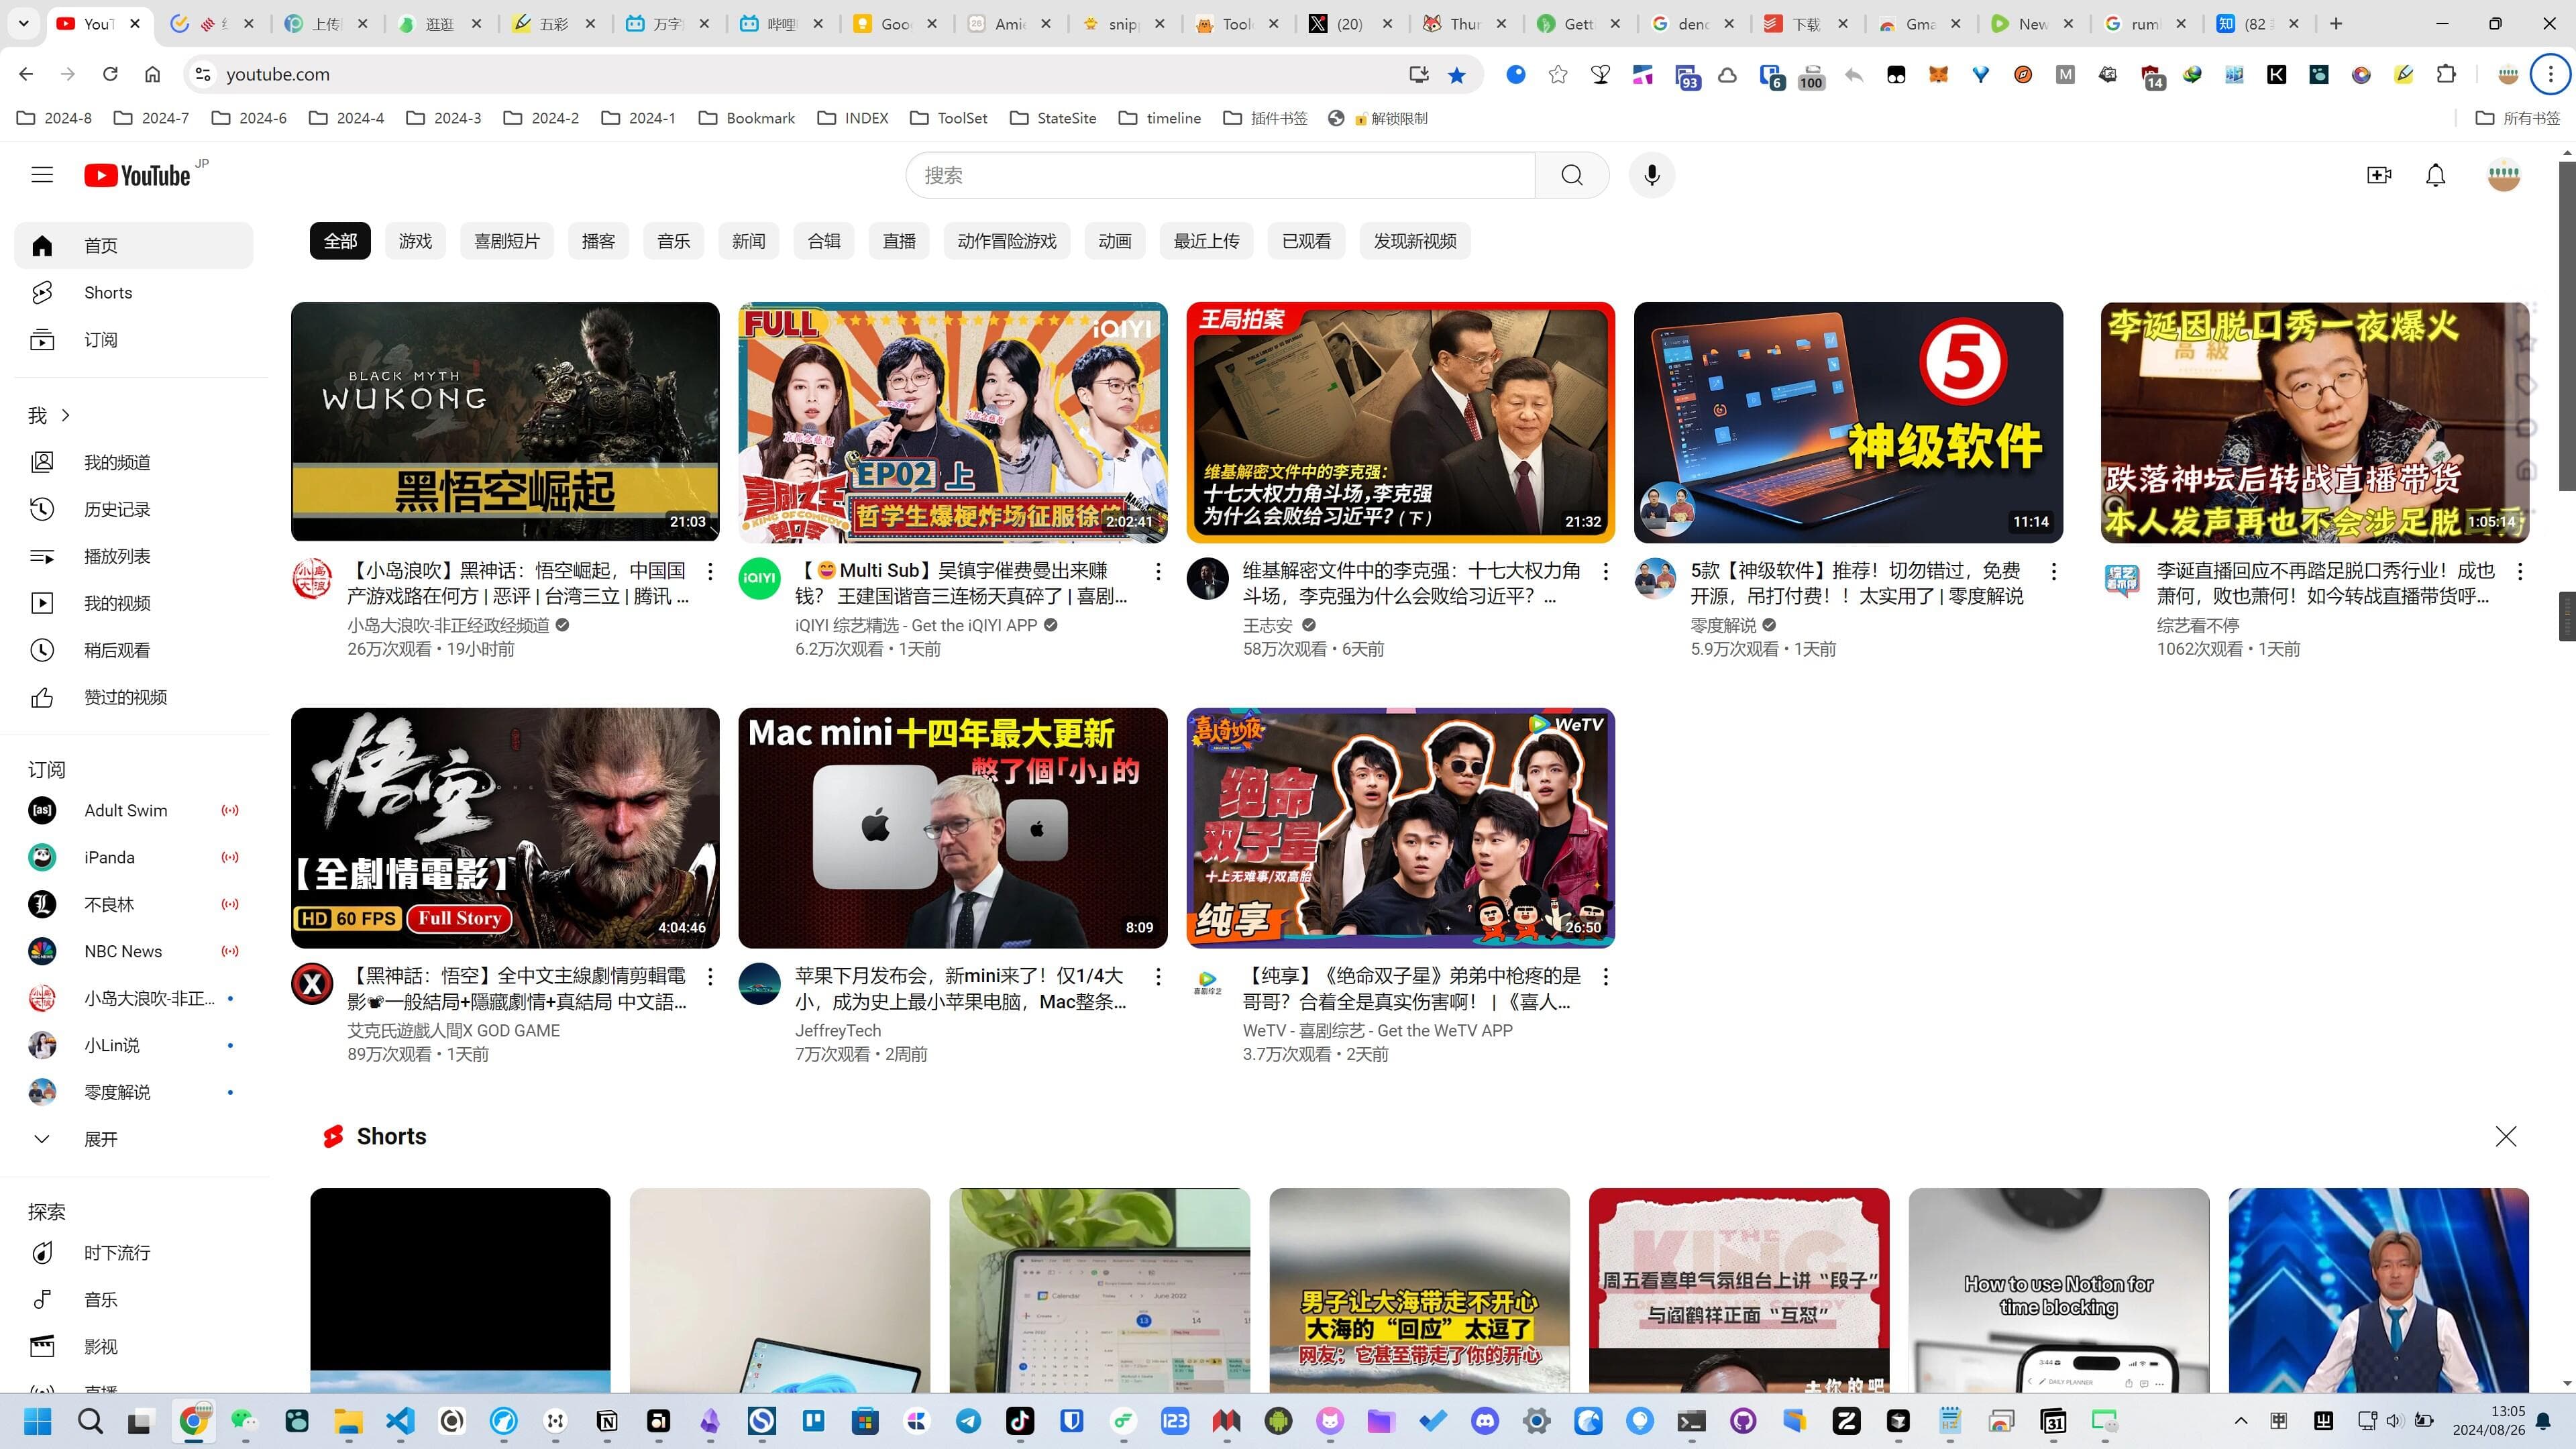 YouT
上传
逛逛
五彩
万字
哔哩
Goo
Amie
snip
Tool
(20)
Thur
Gett
下载
Gma
New
rum
(82
youtube.com
93
6
100
14
2024-8
2024-7
2024-6
2024-4
2024-3
2024-2
2024-1
Bookmark
INDEX
ToolSet
StateSite
timeline
插件书签
解锁限制
所有书签
YouTube JP
搜索
首页
Shorts
订阅
我
我的频道
历史记录
播放列表
我的视频
稍后观看
赞过的视频
订阅
Adult Swim
iPanda
不良林
NBC News
小岛大浪吹-非正...
小Lin说
零度解说
展开
探索
时下流行
音乐
影视
全部
游戏
喜剧短片
播客
音乐
新闻
合辑
直播
动作冒险游戏
动画
最近上传
已观看
发现新视频
BLACK MYTH
WUKONG
黑悟空崛起
21:03
【小岛浪吹】黑神话：悟空崛起，中国国
产游戏路在何方 | 恶评 | 台湾三立 | 腾讯 ...
小岛大浪吹-非正经政经频道
26万次观看 • 19小时前
FULL
iQIYI
EP02 上
KING OF COMEDY
2:02:41
iQIYI
【😄Multi Sub】吴镇宇催费曼出来赚
钱？ 王建国谐音三连杨天真碎了 | 喜剧...
iQIYI 综艺精选 - Get the iQIYI APP
6.2万次观看 • 1天前
王局拍案
维基解密文件中的李克强：
十七大权力角斗场，李克强
为什么会败给习近平？（下）
21:32
维基解密文件中的李克强：十七大权力角
斗场，李克强为什么会败给习近平？...
王志安
58万次观看 • 6天前
5
神级软件
11:14
5款【神级软件】推荐！切勿错过，免费
开源，吊打付费！！太实用了 | 零度解说
零度解说
5.9万次观看 • 1天前
李诞因脱口秀一夜爆火
跌落神坛后转战直播带货
本人发声再也不会涉足脱口秀
1:05:14
李诞直播回应不再踏足脱口秀行业！成也
萧何，败也萧何！如今转战直播带货呼...
综艺看不停
1062次观看 • 1天前
悟空
【全劇情電影】
HD 60 FPS
Full Story
4:04:46
【黑神話：悟空】全中文主線劇情剪輯電
影📽一般結局+隱藏劇情+真結局 中文語...
艾克氏遊戲人間X GOD GAME
89万次观看 • 1天前
Mac mini十四年最大更新
憋了個「小」的
8:09
苹果下月发布会，新mini来了！仅1/4大
小，成为史上最小苹果电脑，Mac整条...
JeffreyTech
7万次观看 • 2周前
喜人奇妙夜
WeTV
绝命
双子星
十上无难事/双高胎
纯享
26:50
【纯享】《绝命双子星》弟弟中枪疼的是
哥哥？合着全是真实伤害啊！ | 《喜人...
WeTV - 喜剧综艺 - Get the WeTV APP
3.7万次观看 • 2天前
Shorts
Calendar
June 2022
男子让大海带走不开心
大海的“回应”太逗了
网友：它甚至带走了你的开心
THE
KING
周五看喜单气氛组台上讲“段子”
与阎鹤祥正面“互怼”
去你的吧
How to use Notion for
time blocking
3:44
DAILY PLANNER
13:05
2024/08/26